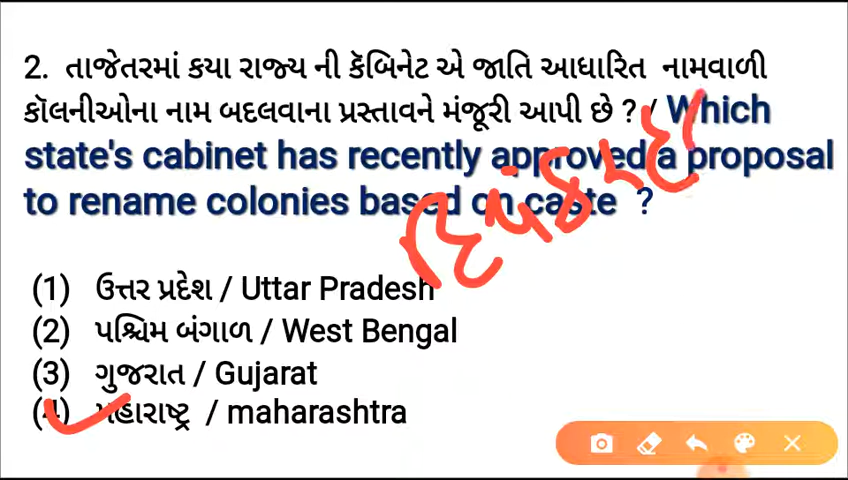 2. તાજેતરમાં કયા રાજ્ય ની કૅબિનેટ એ જાતિ આધારિત નામવાળી
કૉલનીઓના નામ બદલવાના પ્રસ્તાવને મંજૂરી આપી છે ? / Which
state's cabinet has recently approved a proposal
to rename colonies based on caste ?
(1) ઉત્તર પ્રદેશ / Uttar Pradesh
(2) પશ્ચિમ બંગાળ / West Bengal
(3) ગુજરાત / Gujarat
(4) મહારાષ્ટ્ર / maharashtra